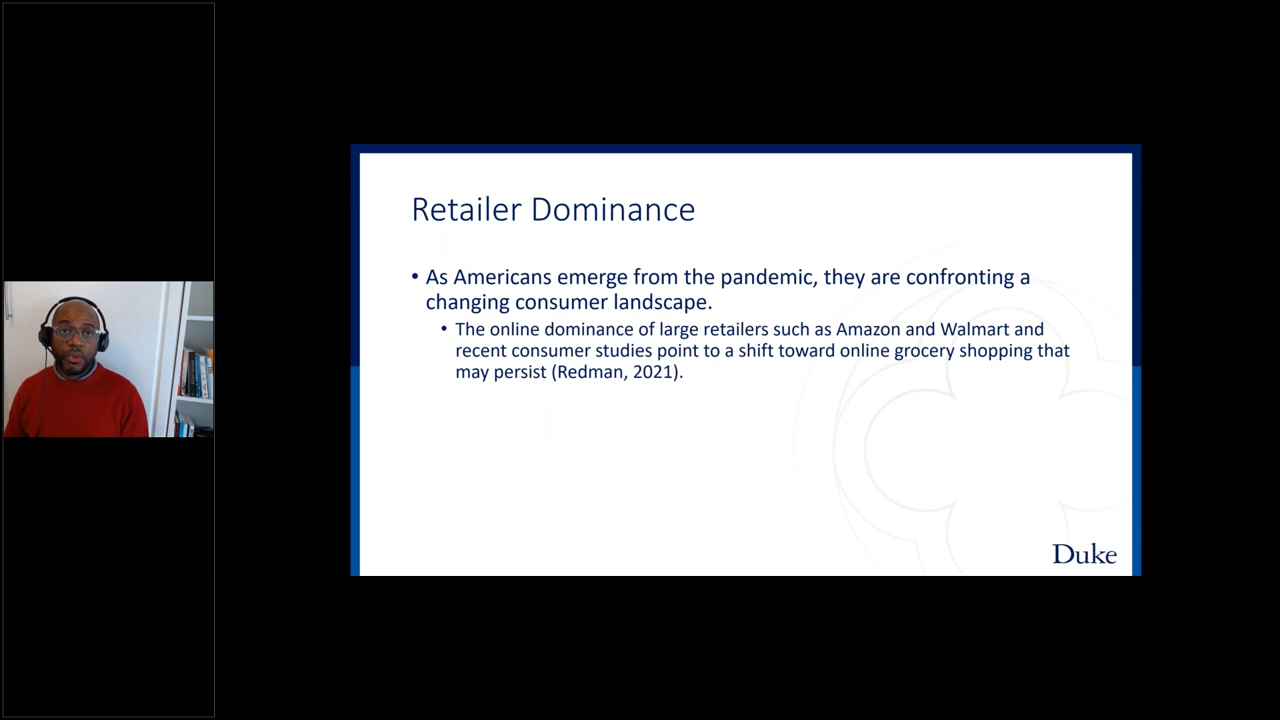 Retailer Dominance
• As Americans emerge from the pandemic, they are confronting a
changing consumer landscape.
• The online dominance of large retailers such as Amazon and Walmart and
recent consumer studies point to a shift toward online grocery shopping that
may persist (Redman, 2021).
Duke